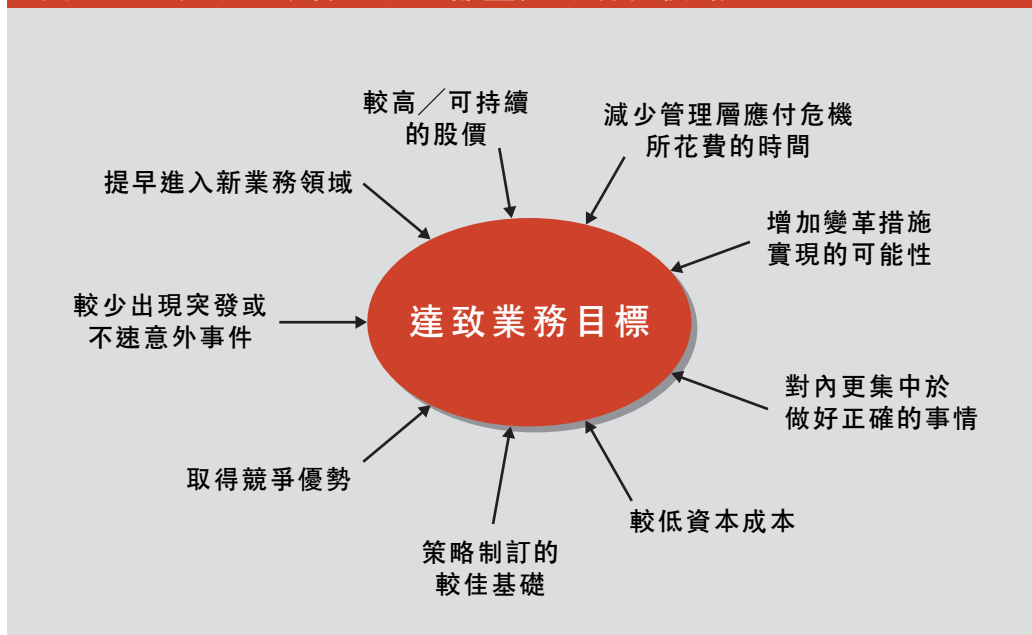 較高／可持續
的股價
減少管理層應付危機
所花費的時間
提早進入新業務領域
增加變革措施
實現的可能性
較少出現突發或
不速意外事件
達致業務目標
對內更集中於
做好正確的事情
取得競爭優勢
較低資本成本
策略制訂的
較佳基礎